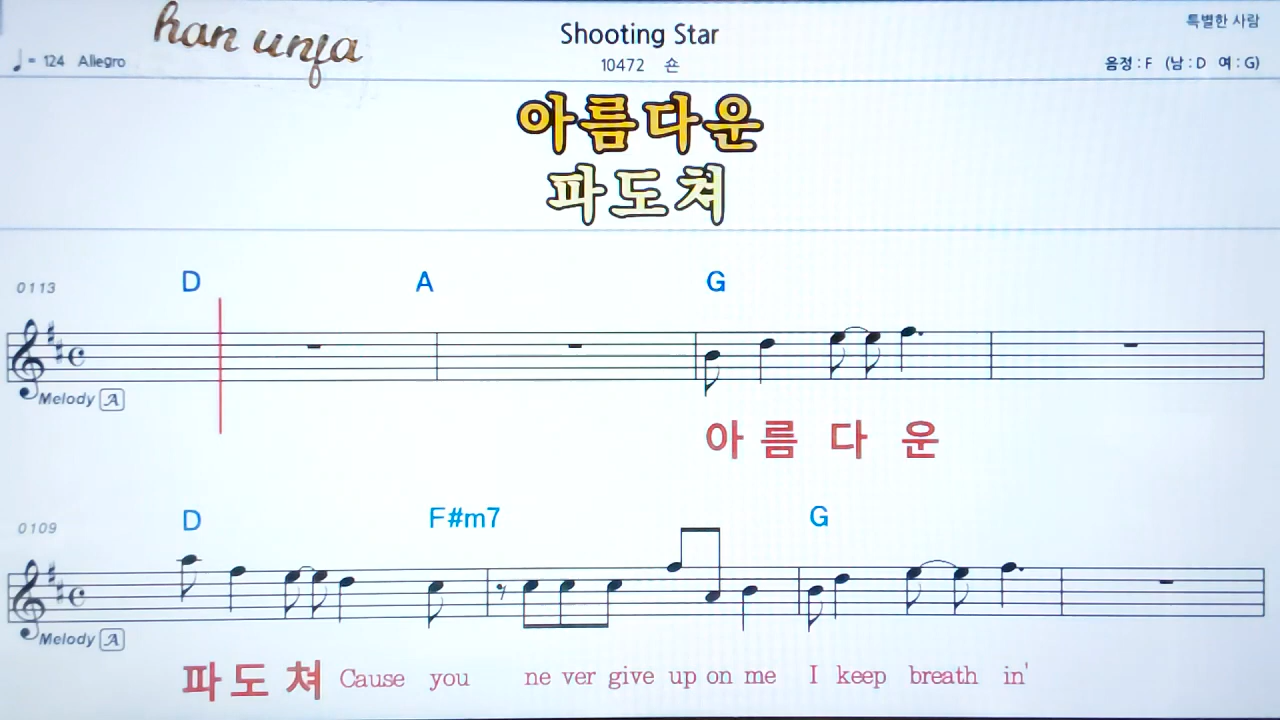 han unfa
Shooting Star
특별한 사람
♩= 124 Allegro
10472 숀
음정 : F (남 : D 여 : G)
아름다운
파도쳐
0113
D A G
Melody A
아 름 다 운
0109
D F#m7 G
Melody A
파 도 쳐 Cause you ne ver give up on me I keep breath in'